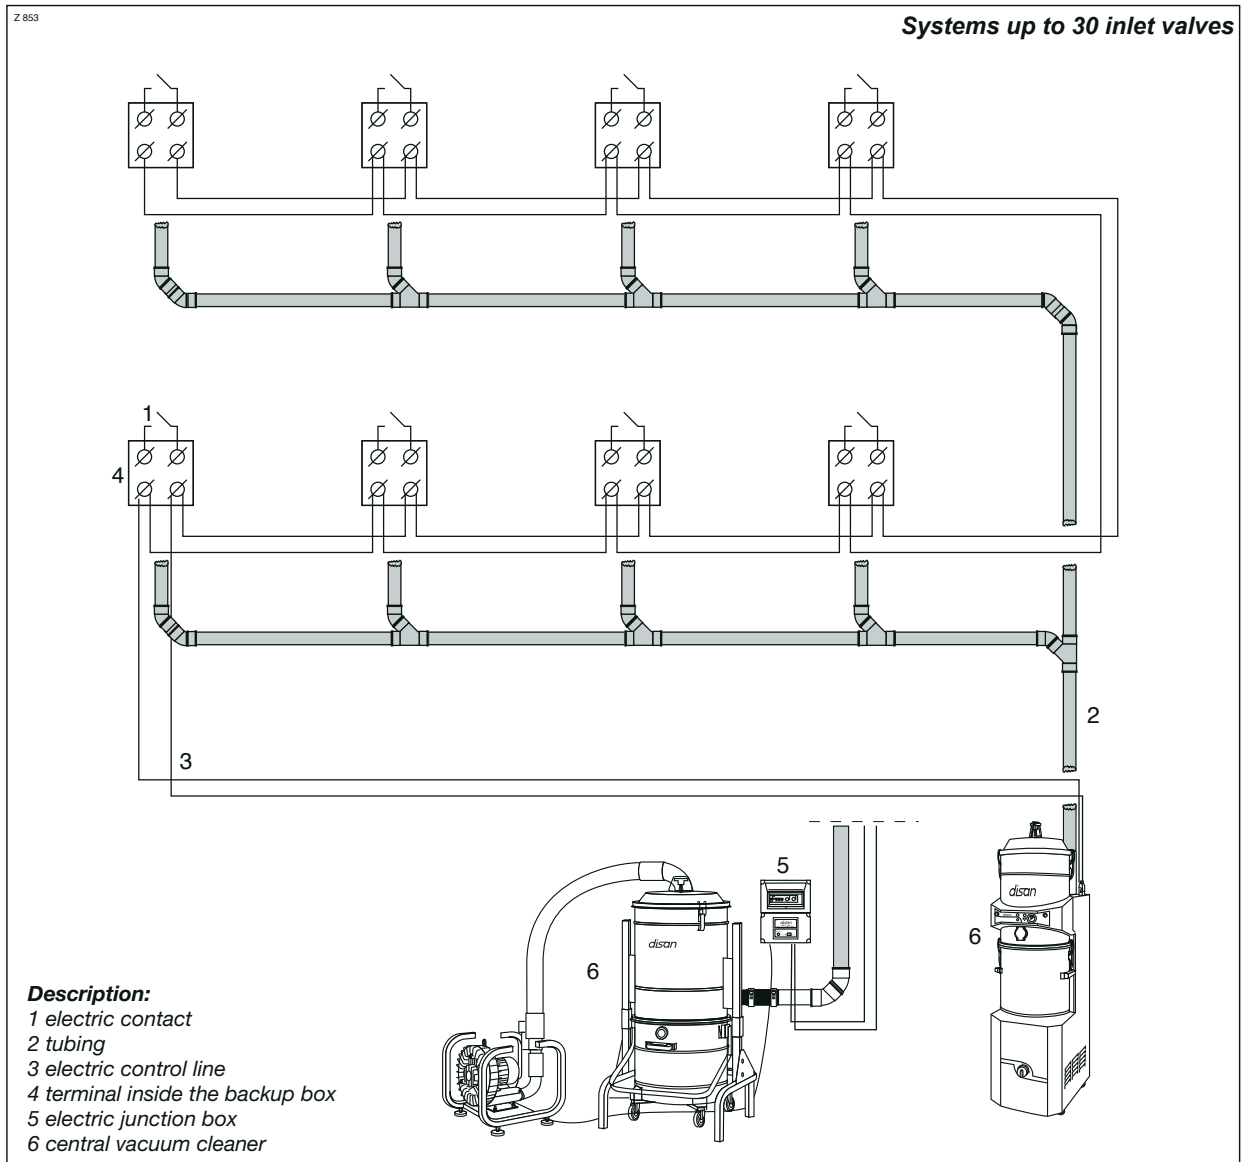 Z 853
Systems up to 30 inlet valves
1
4
3
2
5
6
disan
disan
disan
6
Description:
1 electric contact
2 tubing
3 electric control line
4 terminal inside the backup box
5 electric junction box
6 central vacuum cleaner